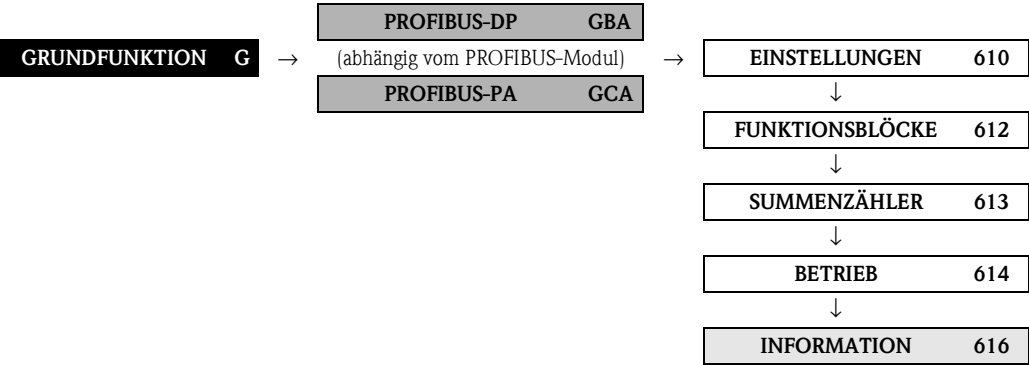 PROFIBUS-DP GBA
GRUNDFUNKTION G → (abhängig vom PROFIBUS-Modul) → EINSTELLUNGEN 610
PROFIBUS-PA GCA
↓
FUNKTIONSBLÖCKE 612
↓
SUMMENZÄHLER 613
↓
BETRIEB 614
↓
INFORMATION 616